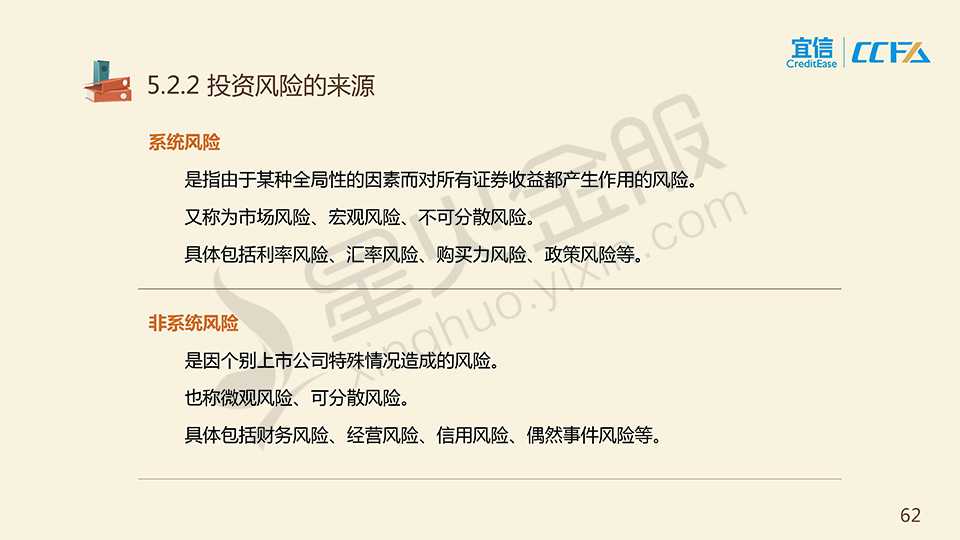 宜信
CreditEase
CCFA
5.2.2 投资风险的来源
系统风险
是指由于某种全局性的因素而对所有证券收益都产生作用的风险。
又称为市场风险、宏观风险、不可分散风险。
具体包括利率风险、汇率风险、购买力风险、政策风险等。
非系统风险
是因个别上市公司特殊情况造成的风险。
也称微观风险、可分散风险。
具体包括财务风险、经营风险、信用风险、偶然事件风险等。
星火金服
xinghuo.yixin.com
62